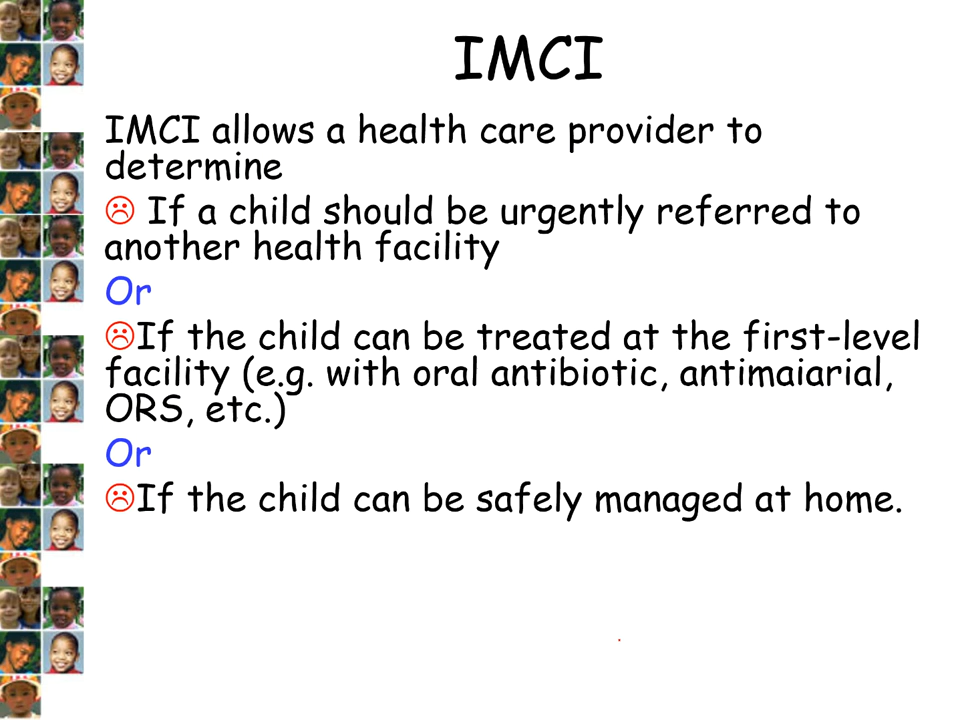 IMCI
IMCI allows a health care provider to
determine
☹ If a child should be urgently referred to
another health facility
Or
☹If the child can be treated at the first-level
facility (e.g. with oral antibiotic, antimaiarial,
ORS, etc.)
Or
☹If the child can be safely managed at home.